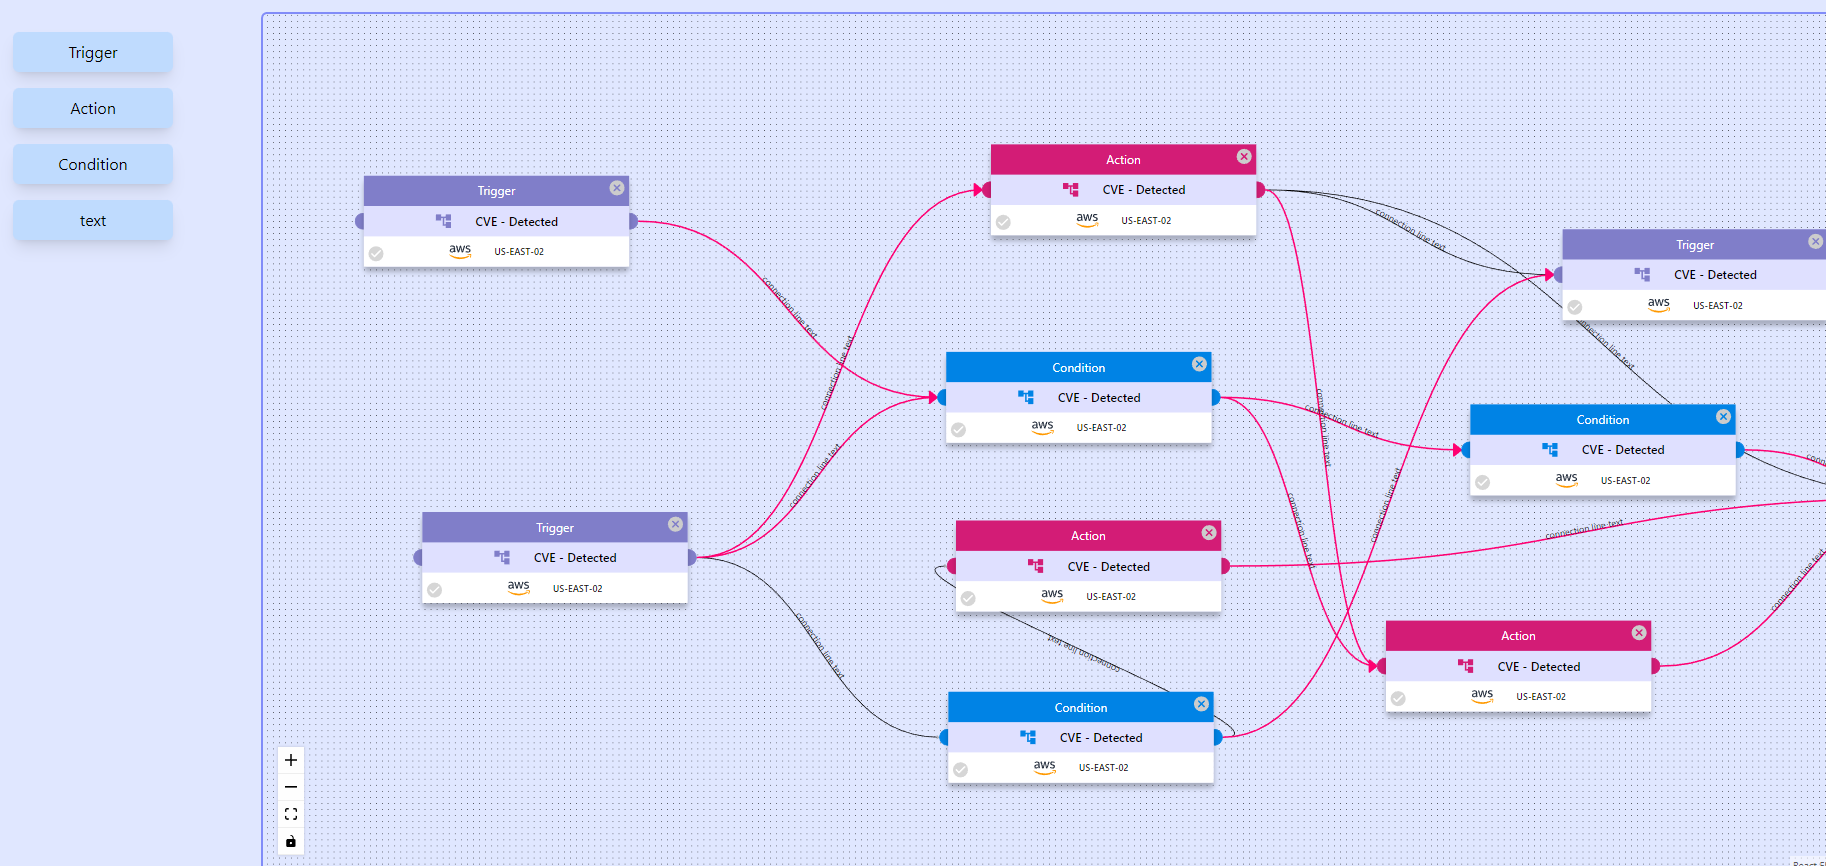 Trigger
Action
Condition
text
Trigger
CVE - Detected
aws US-EAST-02
Action
CVE - Detected
aws US-EAST-02
Trigger
CVE - Detected
aws US-EAST-02
Condition
CVE - Detected
aws US-EAST-02
Condition
CVE - Detected
aws US-EAST-02
Trigger
CVE - Detected
aws US-EAST-02
Action
CVE - Detected
aws US-EAST-02
Action
CVE - Detected
aws US-EAST-02
Condition
CVE - Detected
aws US-EAST-02
connection line text
connection line text
connection line text
connection line text
connection line text
connection line text
connection line text
connection line text
connection line text
connection line text
connection line text
connection line text
connection line text